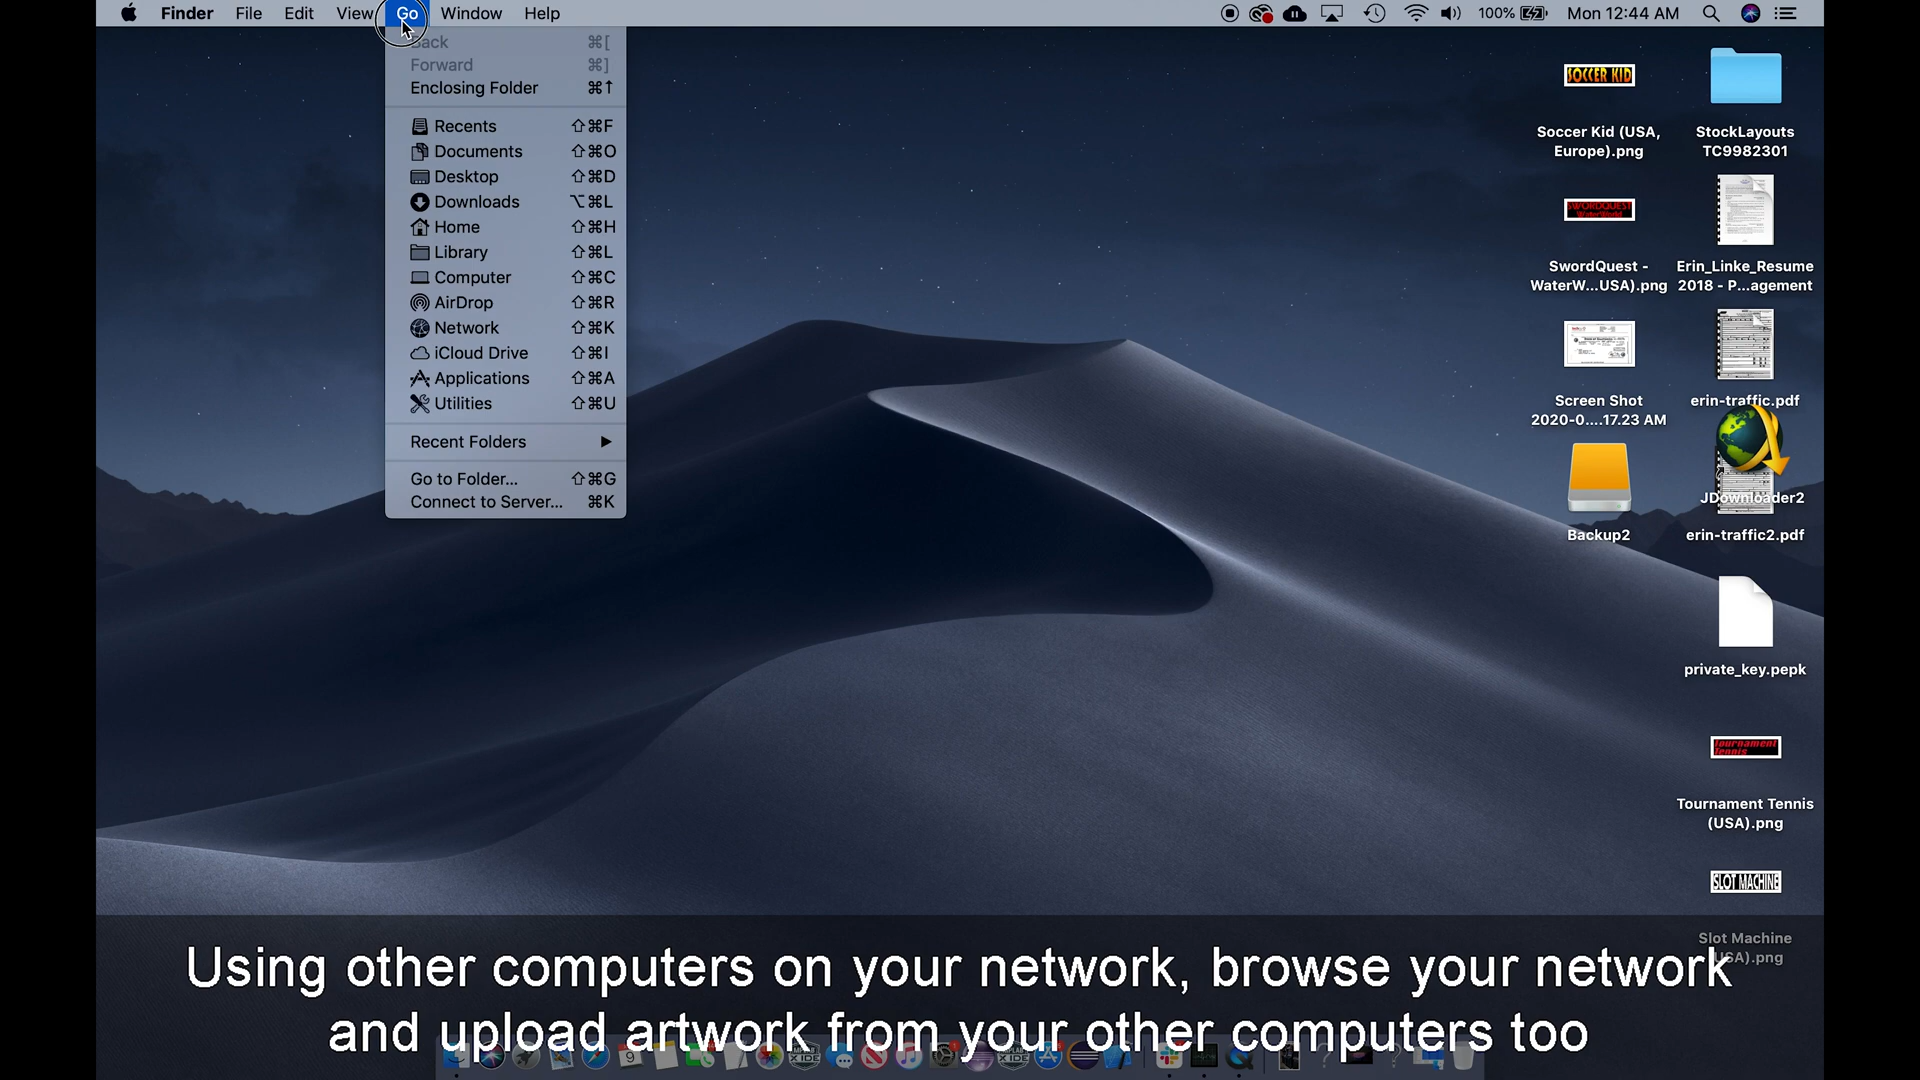 Finder File Edit View Go Window Help 100% Mon 12:44 AM
Back ⌘[
Forward ⌘]
Enclosing Folder ⌘↑
Recents ⇧⌘F
Documents ⇧⌘O
Desktop ⇧⌘D
Downloads ⌥⌘L
Home ⇧⌘H
Library ⇧⌘L
Computer ⇧⌘C
AirDrop ⇧⌘R
Network ⇧⌘K
iCloud Drive ⇧⌘I
Applications ⇧⌘A
Utilities ⇧⌘U
Recent Folders
Go to Folder... ⇧⌘G
Connect to Server... ⌘K
SOCCER KID
Soccer Kid (USA,
Europe).png
StockLayouts
TC9982301
SWORDQUEST
WaterWorld
SwordQuest -
WaterW...USA).png
Erin_Linke_Resume
2018 - P...agement
Screen Shot
2020-0....17.23 AM
erin-traffic.pdf
JDownloader2
Backup2
erin-traffic2.pdf
private_key.pepk
Tournament
Tennis
Tournament Tennis
(USA).png
SLOT MACHINE
Slot Machine
Using other computers on your network, browse your network
and upload artwork from your other computers too